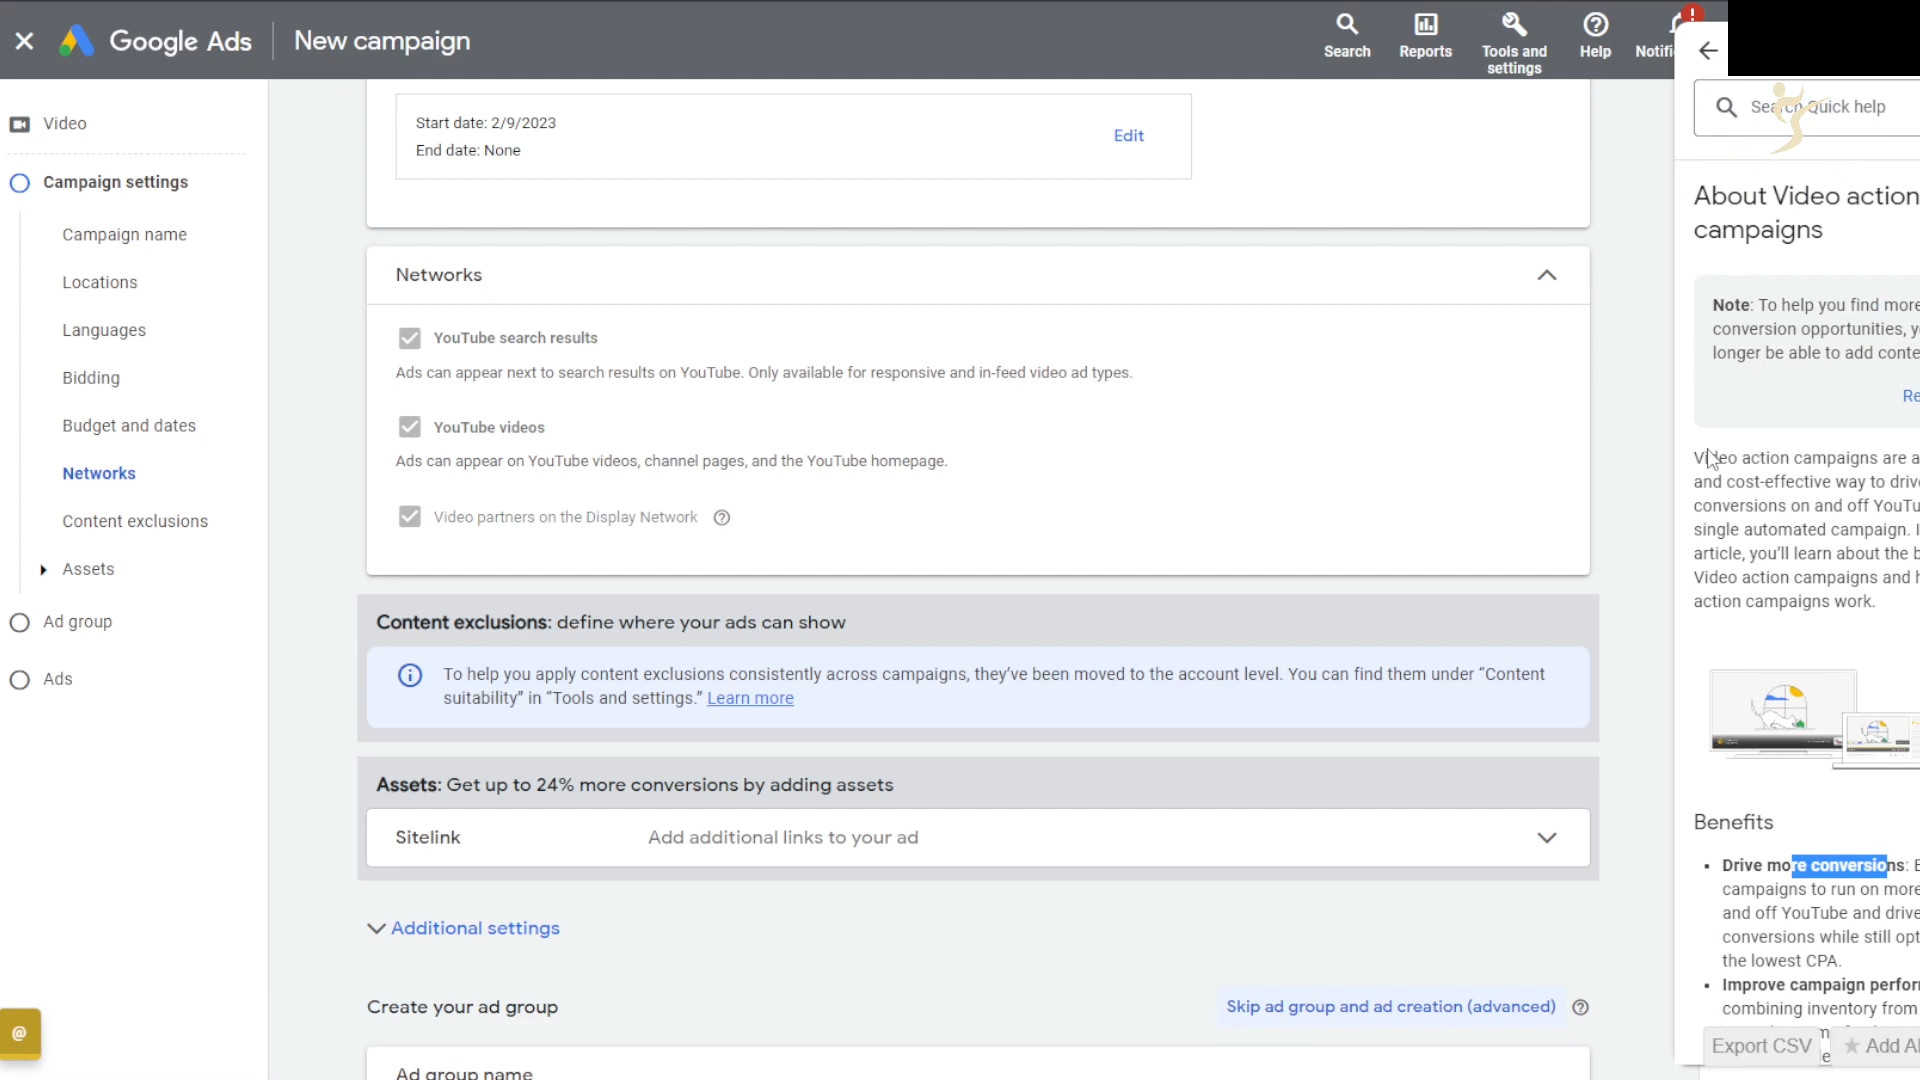 Google Ads
New campaign
Search
Reports
Tools and
settings
Help
Video
Campaign settings
Campaign name
Locations
Languages
Bidding
Budget and dates
Networks
Content exclusions
Assets
Ad group
Ads
@
Start date: 2/9/2023
End date: None
Edit
Networks
YouTube search results
Ads can appear next to search results on YouTube. Only available for responsive and in-feed video ad types.
YouTube videos
Ads can appear on YouTube videos, channel pages, and the YouTube homepage.
Video partners on the Display Network
Content exclusions: define where your ads can show
To help you apply content exclusions consistently across campaigns, they've been moved to the account level. You can find them under “Content
suitability” in “Tools and settings.” Learn more
Assets: Get up to 24% more conversions by adding assets
Sitelink Add additional links to your ad
Additional settings
Create your ad group
Skip ad group and ad creation (advanced)
Ad group name
Search Quick help
About Video action
campaigns
Note: To help you find more
conversion opportunities,
longer be able to add
Video action campaigns are a
and cost-effective way to
conversions on and off
single automated campaign.
article, you'll learn about the
Video action campaigns and
action campaigns work.
Benefits
Drive more conversions:
campaigns to run on more
and off YouTube and drive
conversions while still
the lowest CPA.
Improve campaign
combining inventory from
Export CSV
Add